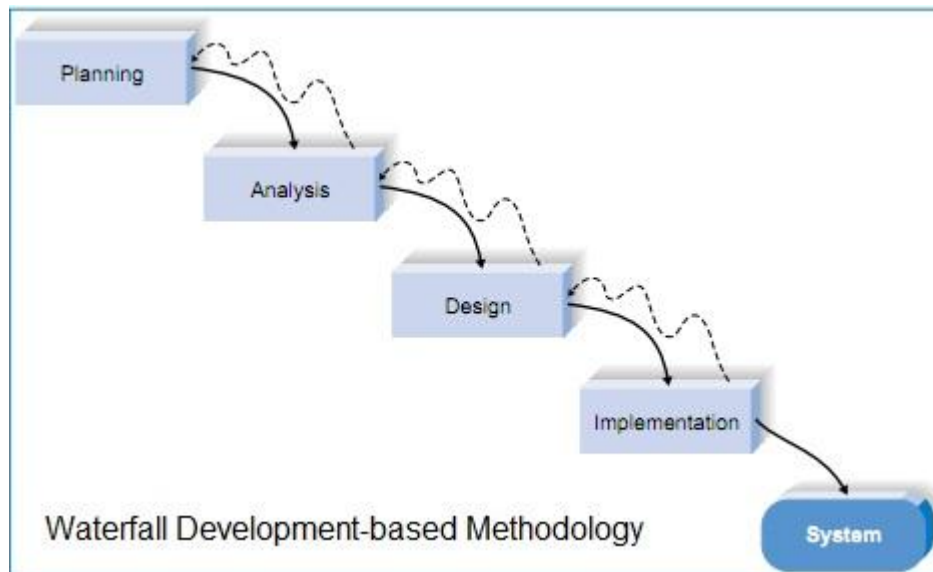 Planning
Analysis
Design
Implementation
Waterfall Development-based Methodology
System